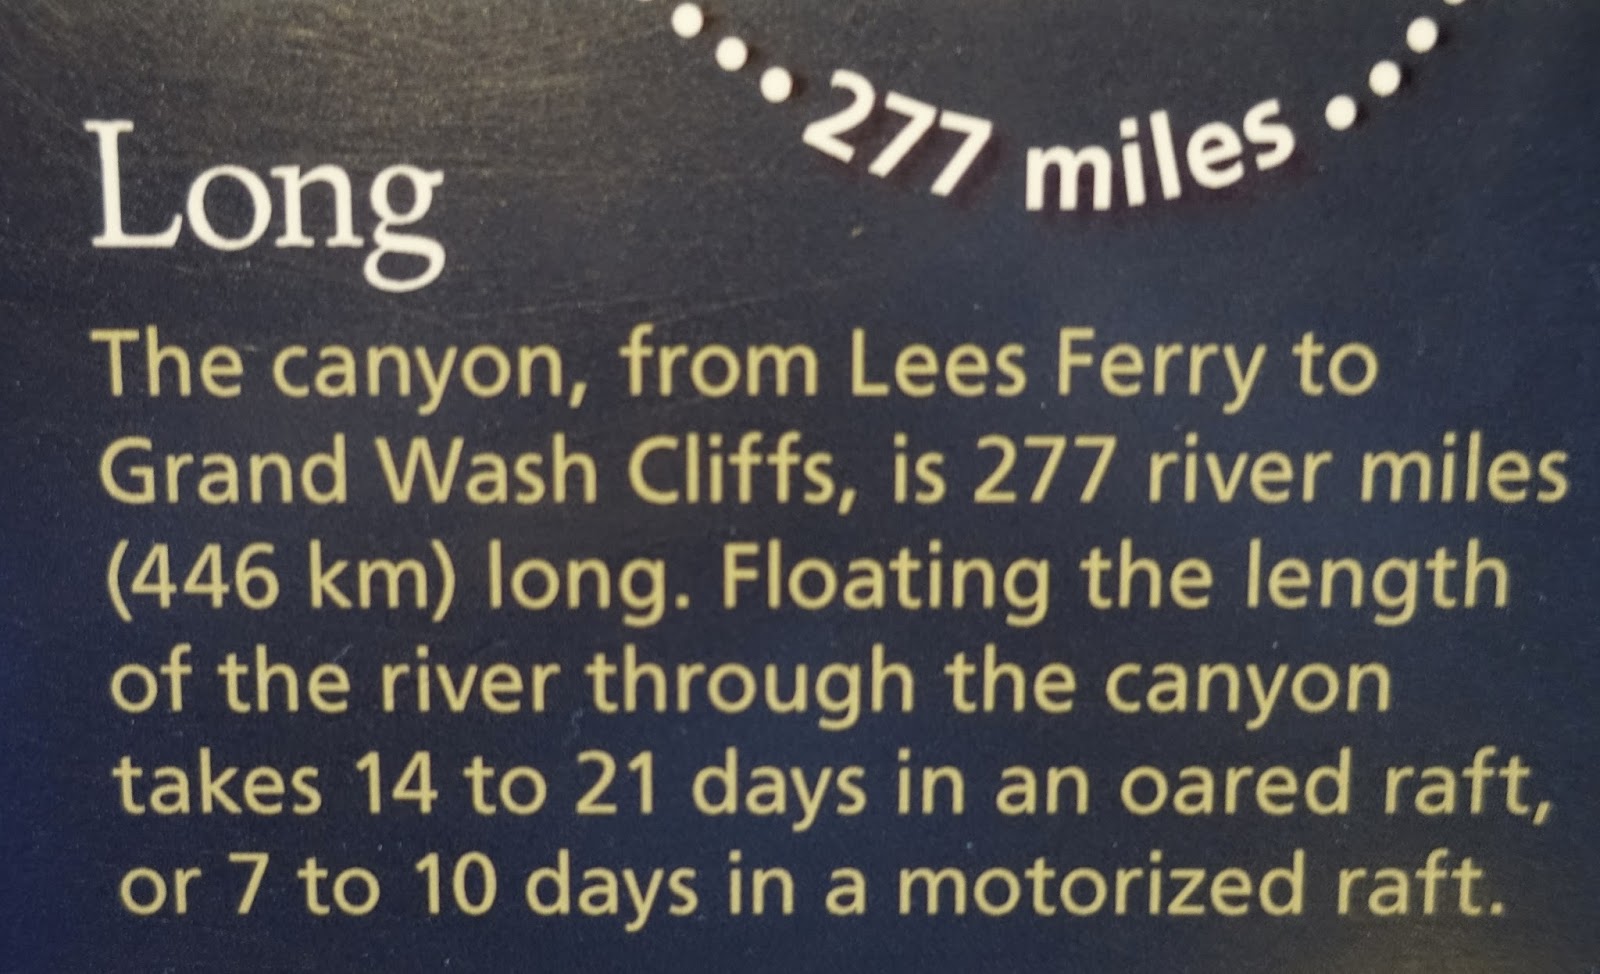 277 miles
Long
The canyon, from Lees Ferry to
Grand Wash Cliffs, is 277 river miles
(446 km) long. Floating the length
of the river through the canyon
takes 14 to 21 days in an oared raft,
or 7 to 10 days in a motorized raft.